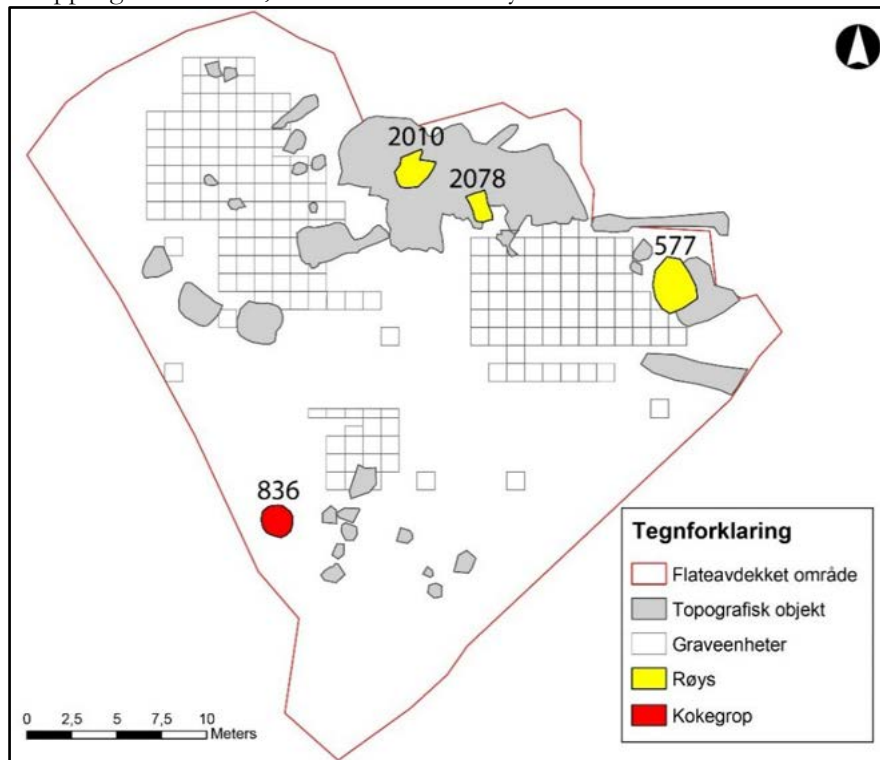 2010
2078
577
836
Tegnforklaring
Flateavdekket område
Topografisk objekt
Graveenheter
Røys
Kokegrop
0 2,5 5 7,5 10
Meters